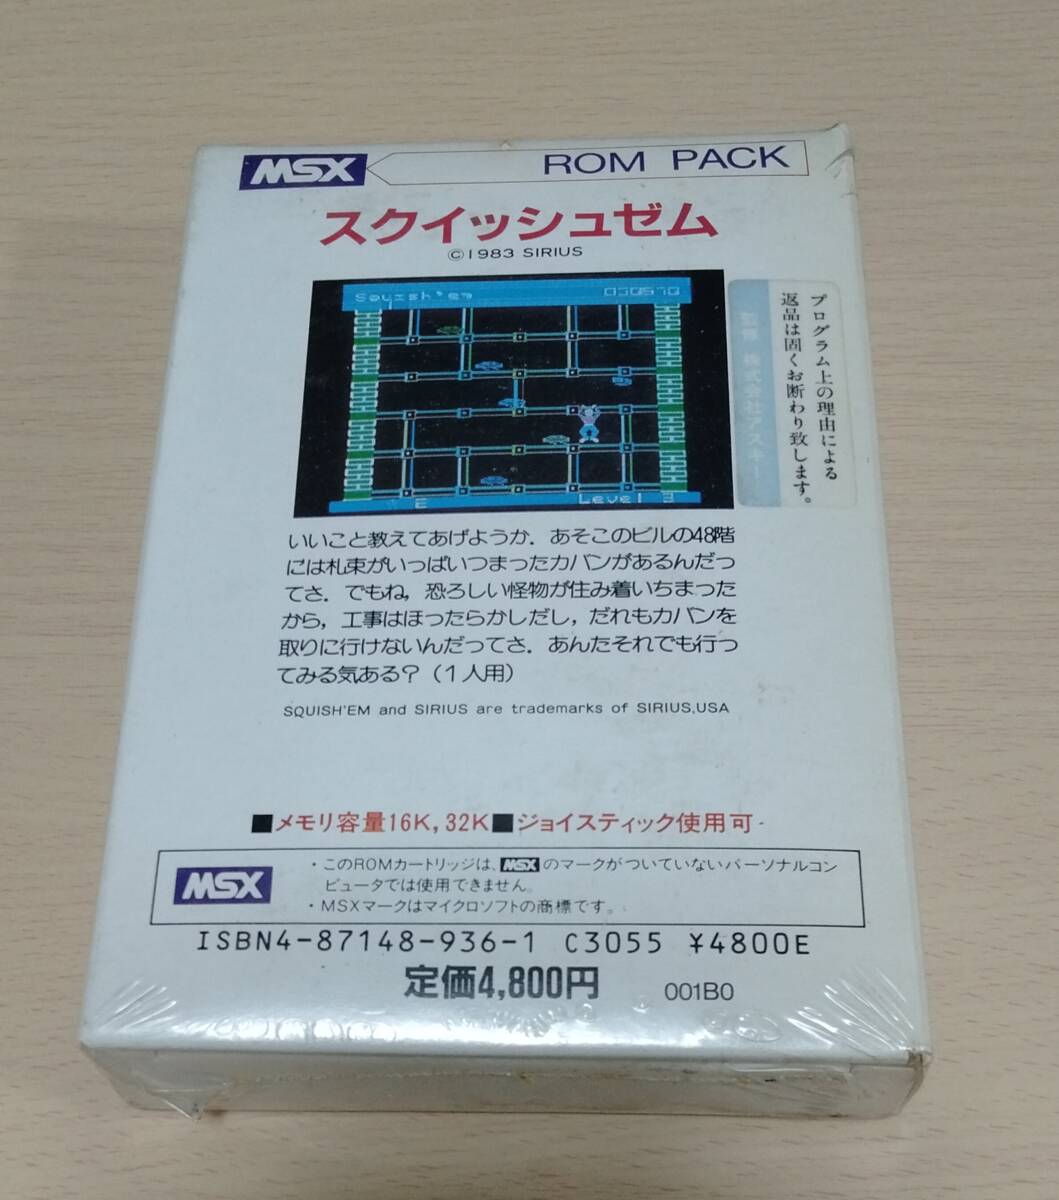 MSX ROM PACK
スクイッシュゼム
©1983 SIRIUS
Squish'em 010570
E Level 3
プログラム上の理由による
返品は固くお断わり致します。
株式会社アスキー
いいこと教えてあげようか．あそこのビルの48階
には札束がいっぱいつまったカバンがあるんだっ
てさ．でもね，恐ろしい怪物が住み着いちまった
から，工事はほったらかしだし，だれもカバンを
取りに行けないんだってさ．あんたそれでも行っ
てみる気ある？（１人用）
SQUISH'EM and SIRIUS are trademarks of SIRIUS,USA
■メモリ容量16K, 32K■ジョイスティック使用可
MSX
・このROMカートリッジは、MSXのマークがついていないパーソナルコン
ピュータでは使用できません。
・MSXマークはマイクロソフトの商標です。
ISBN4-87148-936-1 C3055 ¥4800E
定価4,800円 001B0